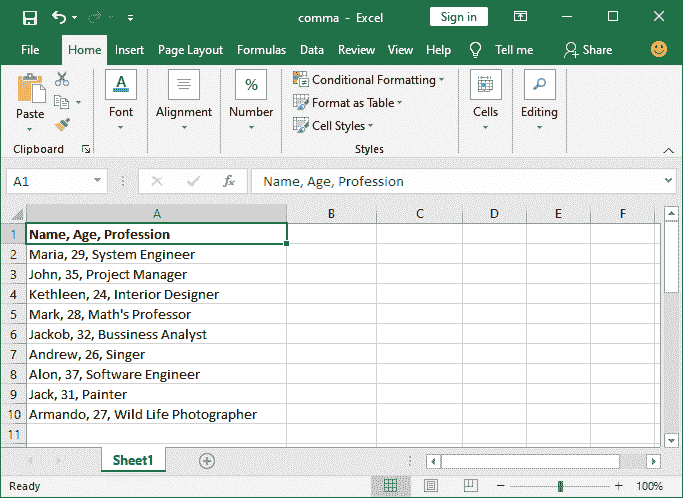 comma - Excel
Sign in
File Home Insert Page Layout Formulas Data Review View Help Tell me Share
Paste
Clipboard
A
Font
Alignment
%
Number
Conditional Formatting
Format as Table
Cell Styles
Styles
Cells
Editing
A1 fx Name, Age, Profession
A B C D E F
1 Name, Age, Profession
2 Maria, 29, System Engineer
3 John, 35, Project Manager
4 Kethleen, 24, Interior Designer
5 Mark, 28, Math's Professor
6 Jackob, 32, Bussiness Analyst
7 Andrew, 26, Singer
8 Alon, 37, Software Engineer
9 Jack, 31, Painter
10 Armando, 27, Wild Life Photographer
11
Sheet1
Ready 100%